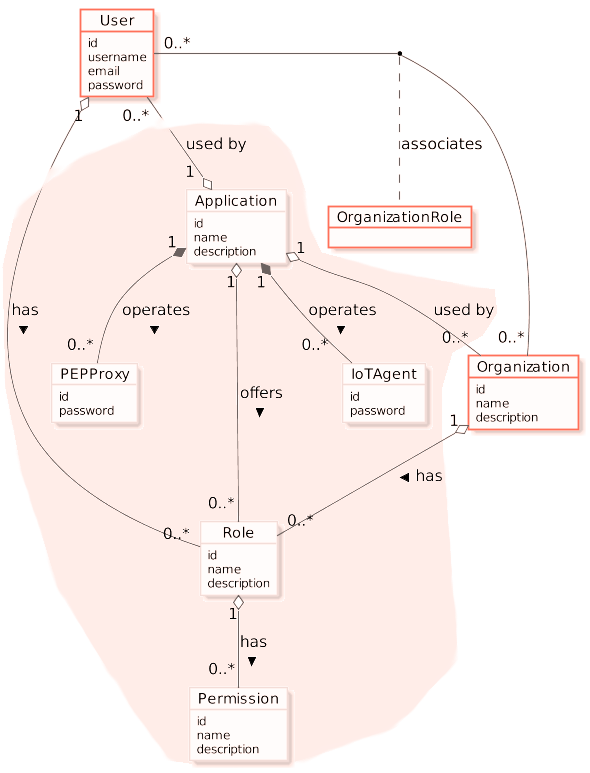 User
id
username
email
password
0..*
1
0..*
used by
associates
1
Application
id
name
description
OrganizationRole
1
1
1
1
has
▼
operates
▼
operates
▼
used by
0..*
0..*
0..*
0..*
PEPProxy
id
password
IoTAgent
id
password
Organization
id
name
description
offers
▼
1
◀ has
0..*
0..*
0..*
Role
id
name
description
1
has
▼
0..*
Permission
id
name
description